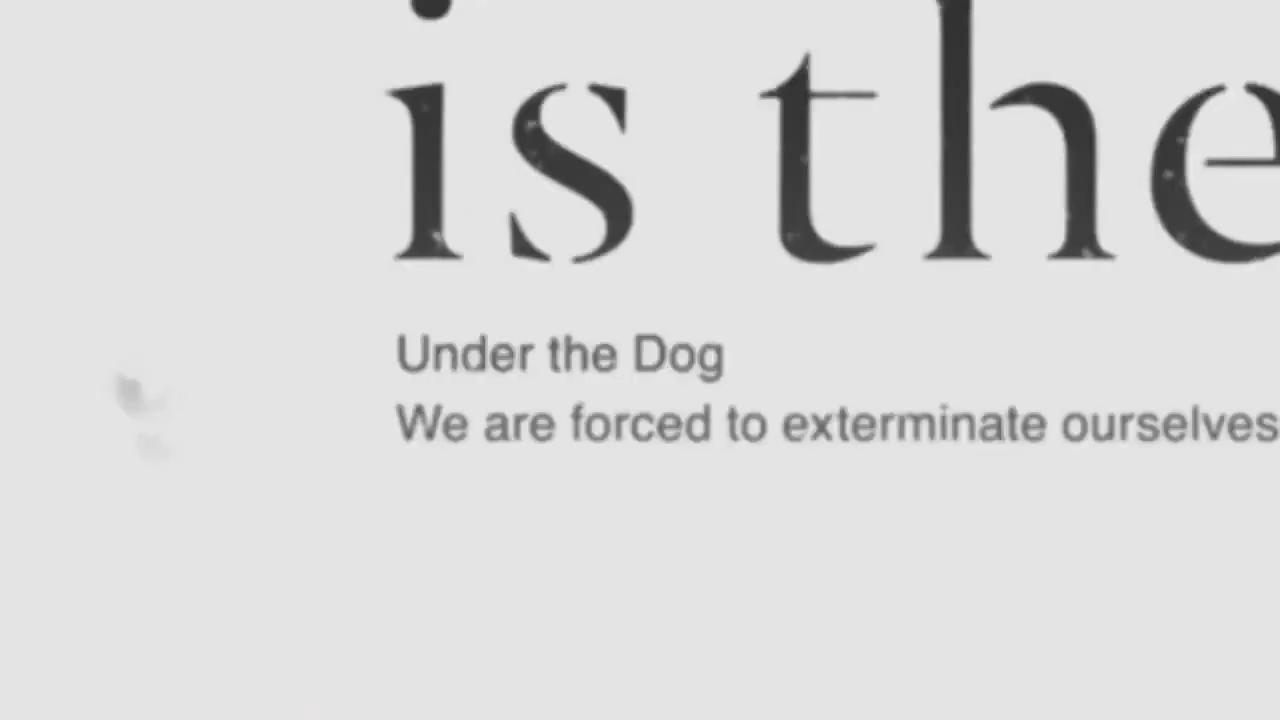 is the
Under the Dog
We are forced to exterminate ourselves